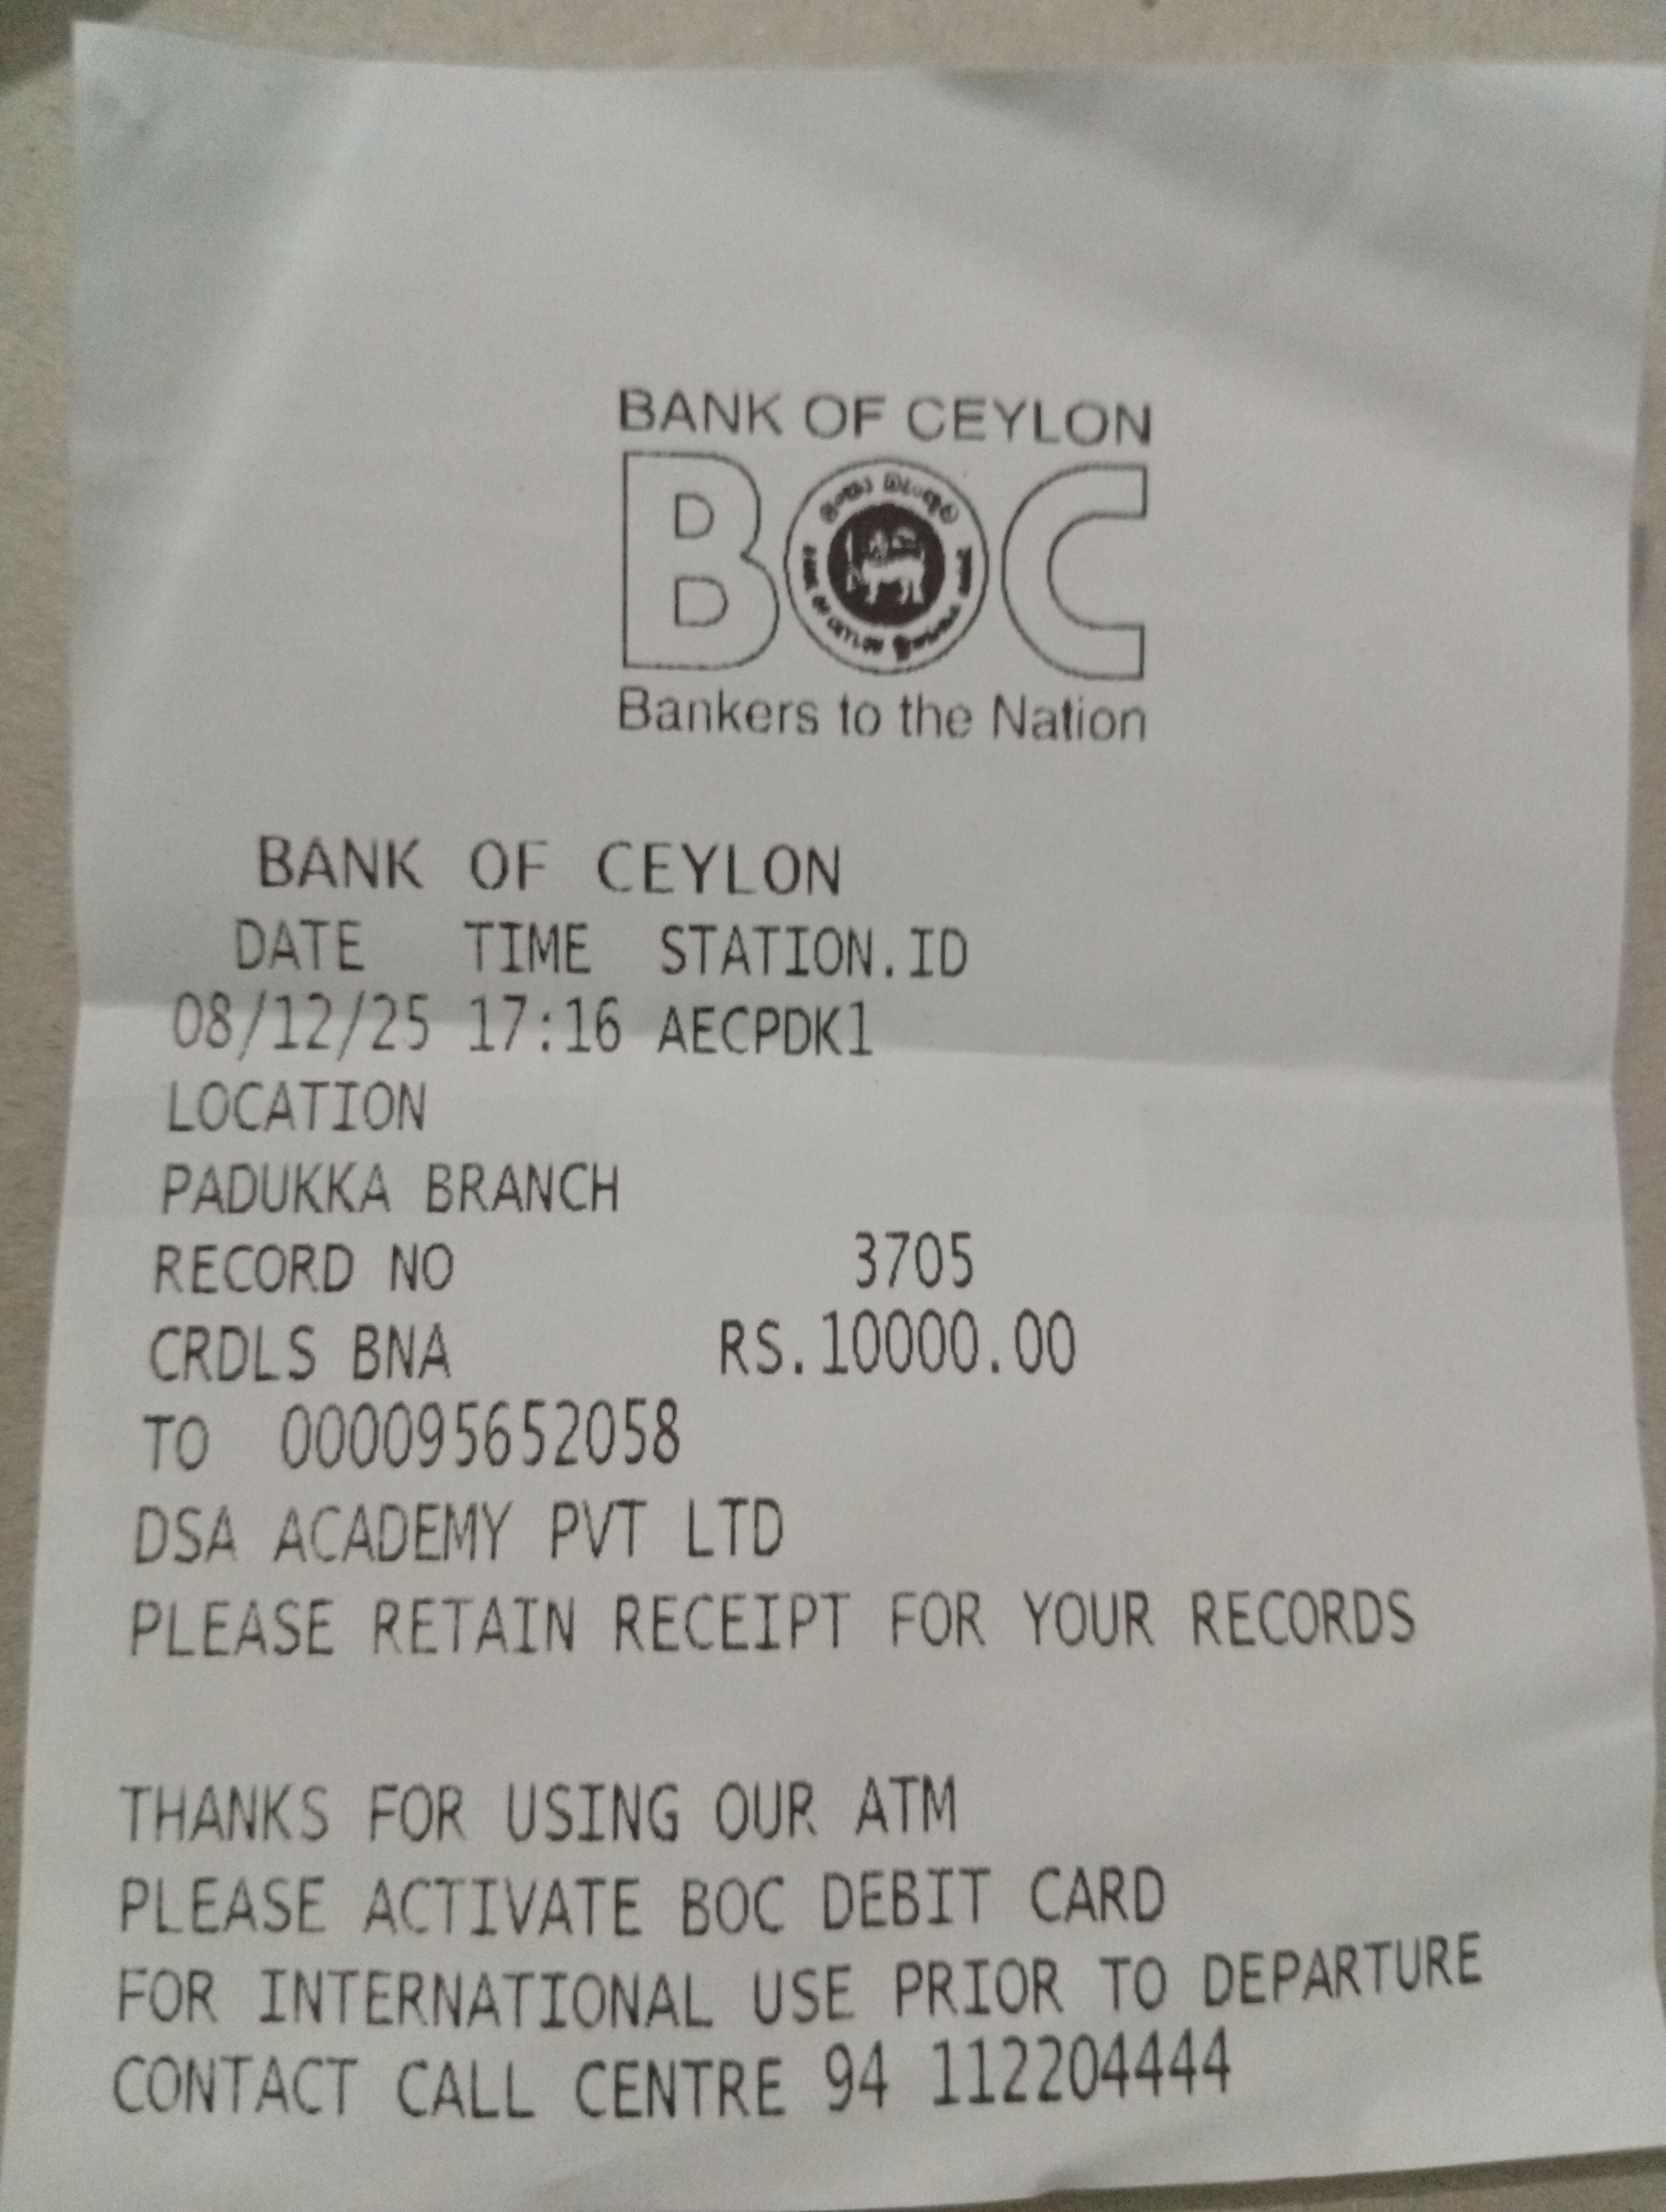 BANK OF CEYLON
BOC
BANK OF CEYLON
Bankers to the Nation
BANK OF CEYLON
DATE TIME STATION.ID
08/12/25 17:16 AECPDK1
LOCATION
PADUKKA BRANCH
RECORD NO 3705
CRDLS BNA RS.10000.00
TO 000095652058
DSA ACADEMY PVT LTD
PLEASE RETAIN RECEIPT FOR YOUR RECORDS
THANKS FOR USING OUR ATM
PLEASE ACTIVATE BOC DEBIT CARD
FOR INTERNATIONAL USE PRIOR TO DEPARTURE
CONTACT CALL CENTRE 94 112204444